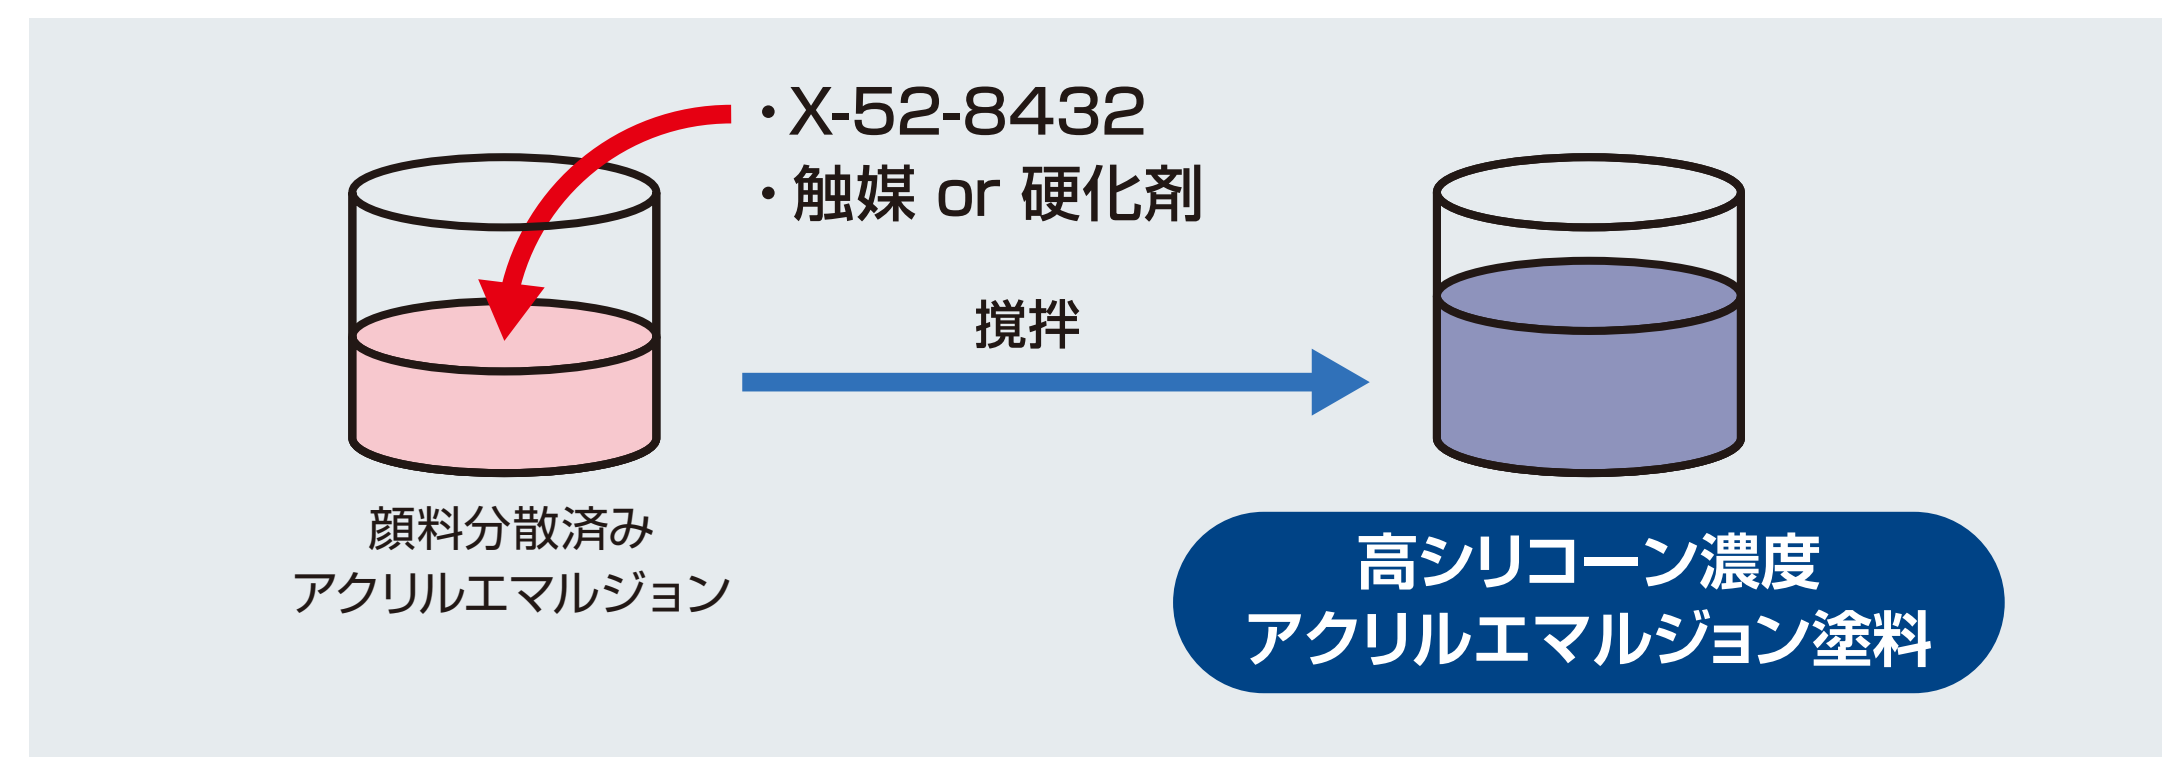 ・X-52-8432
・触媒 or 硬化剤
撹拌
顔料分散済み
アクリルエマルジョン
高シリコーン濃度
アクリルエマルジョン塗料